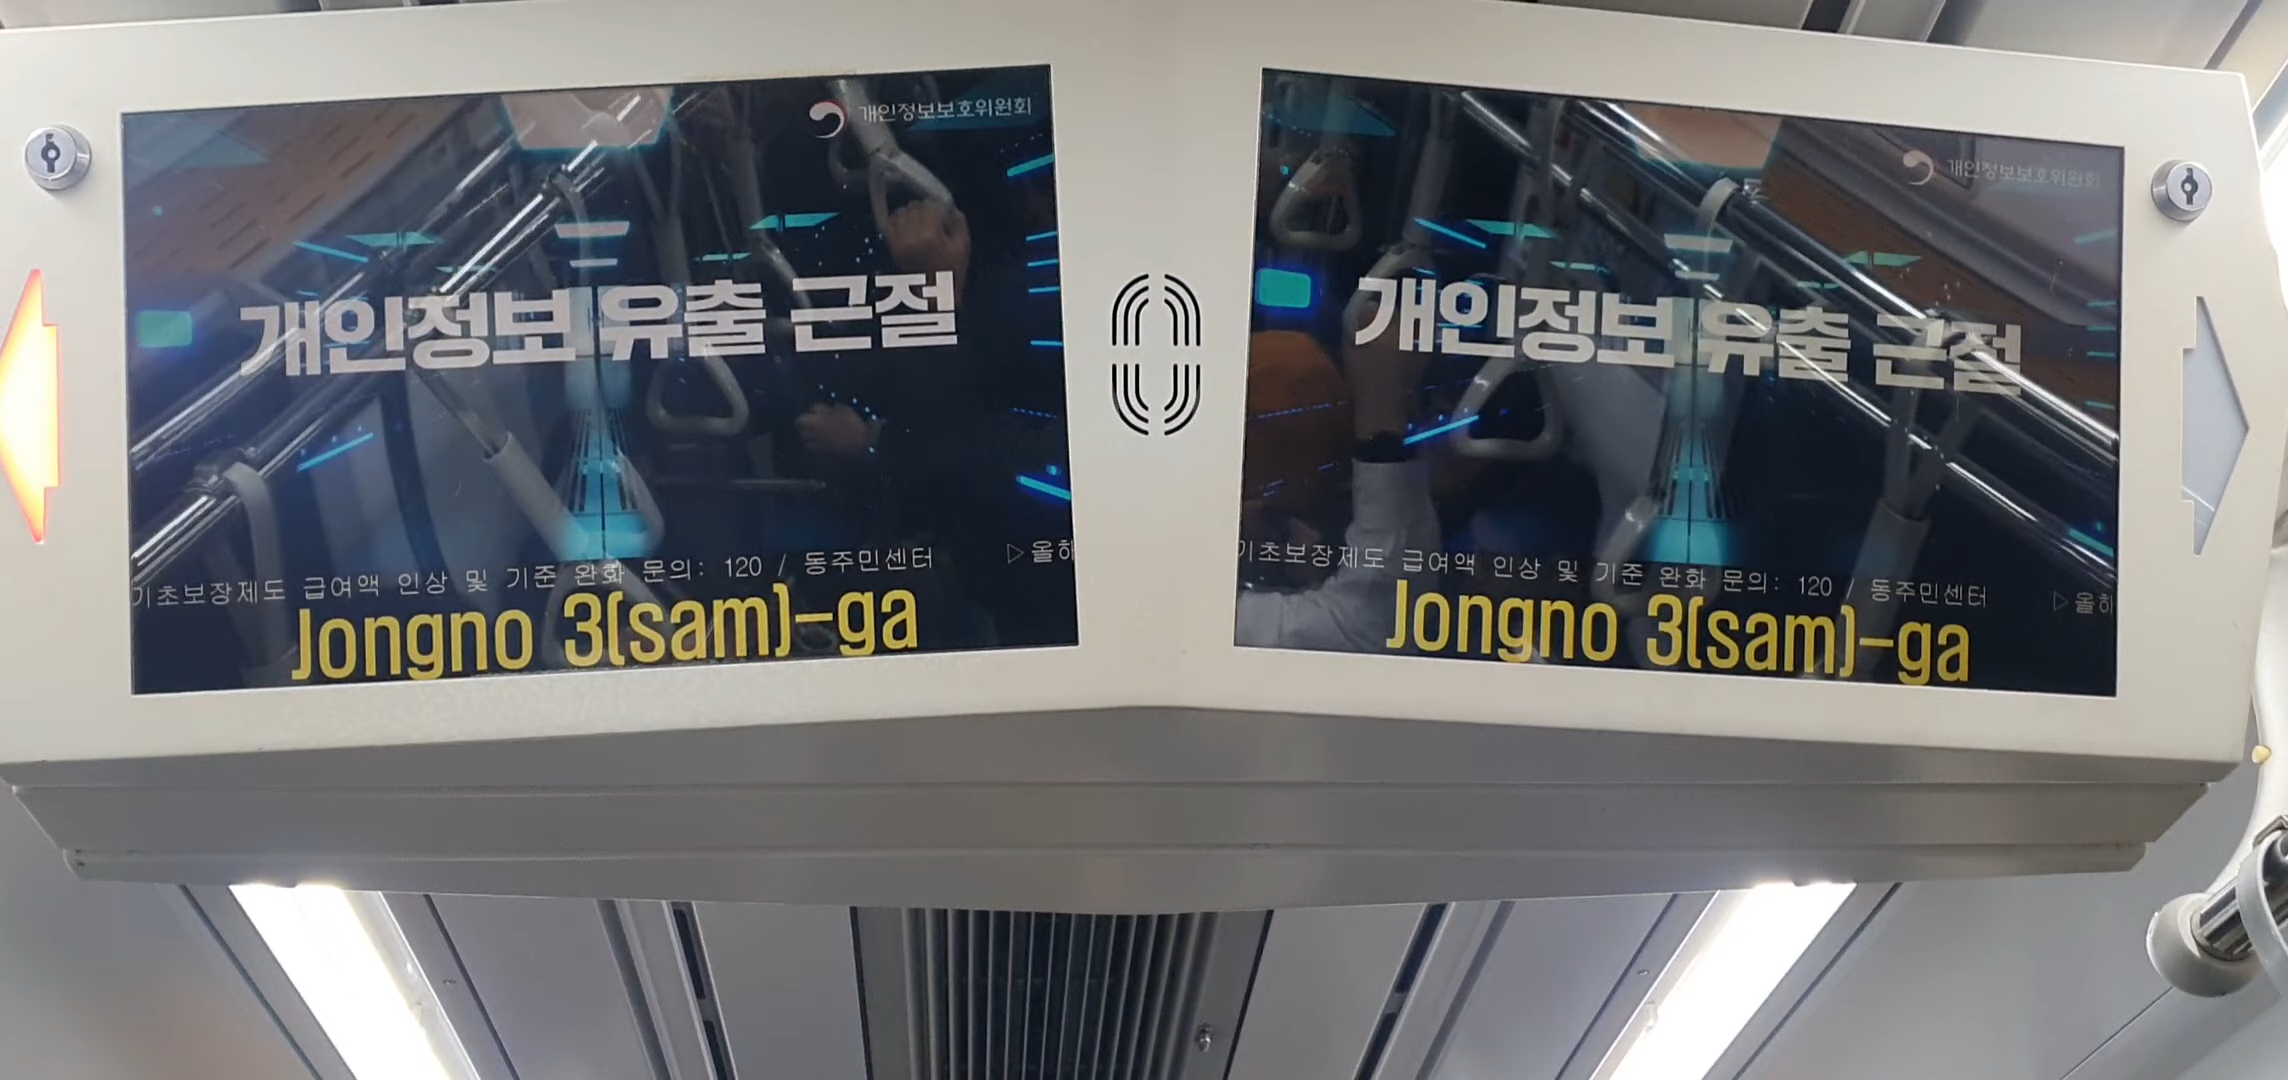 개인정보보호위원회
개인정보 유출 근절
기초보장제도 급여액 인상 및 기준 완화 문의: 120 / 동주민센터 ▷올해
Jongno 3(sam)-ga
개인정보보호위원회
개인정보 유출 근절
기초보장제도 급여액 인상 및 기준 완화 문의: 120 / 동주민센터 ▷올해
Jongno 3(sam)-ga